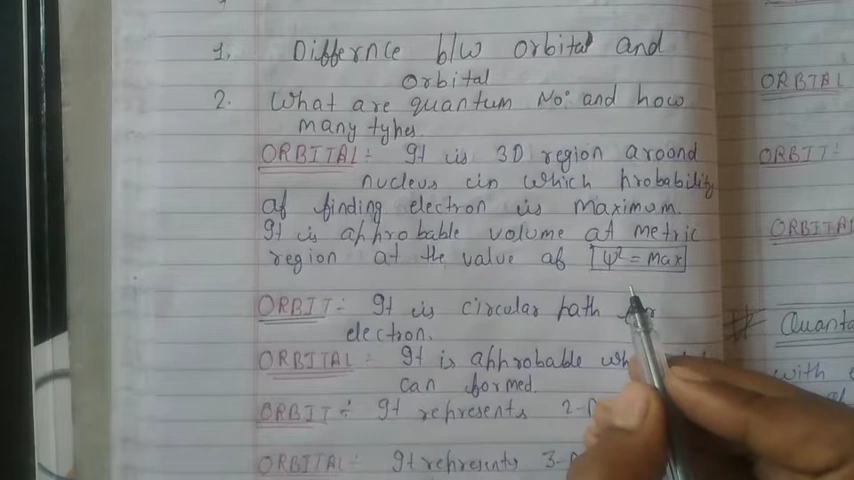 1. Differnce b/w orbital and
orbital
2. What are quantum No: and how
many types.
ORBITAL:- It is 3D region around
nucleus in which probability
of finding electron is maximum.
It is approbable volume at metric
region at the value of ψ² = max
ORBIT:- It is circular path
electron.
ORBITAL:- It is approbable
can formed.
ORBIT:- It represents 2-
ORBITAL:- It represents 3-
ORBITAL
ORBIT:-
ORBITAL
# Quant
with